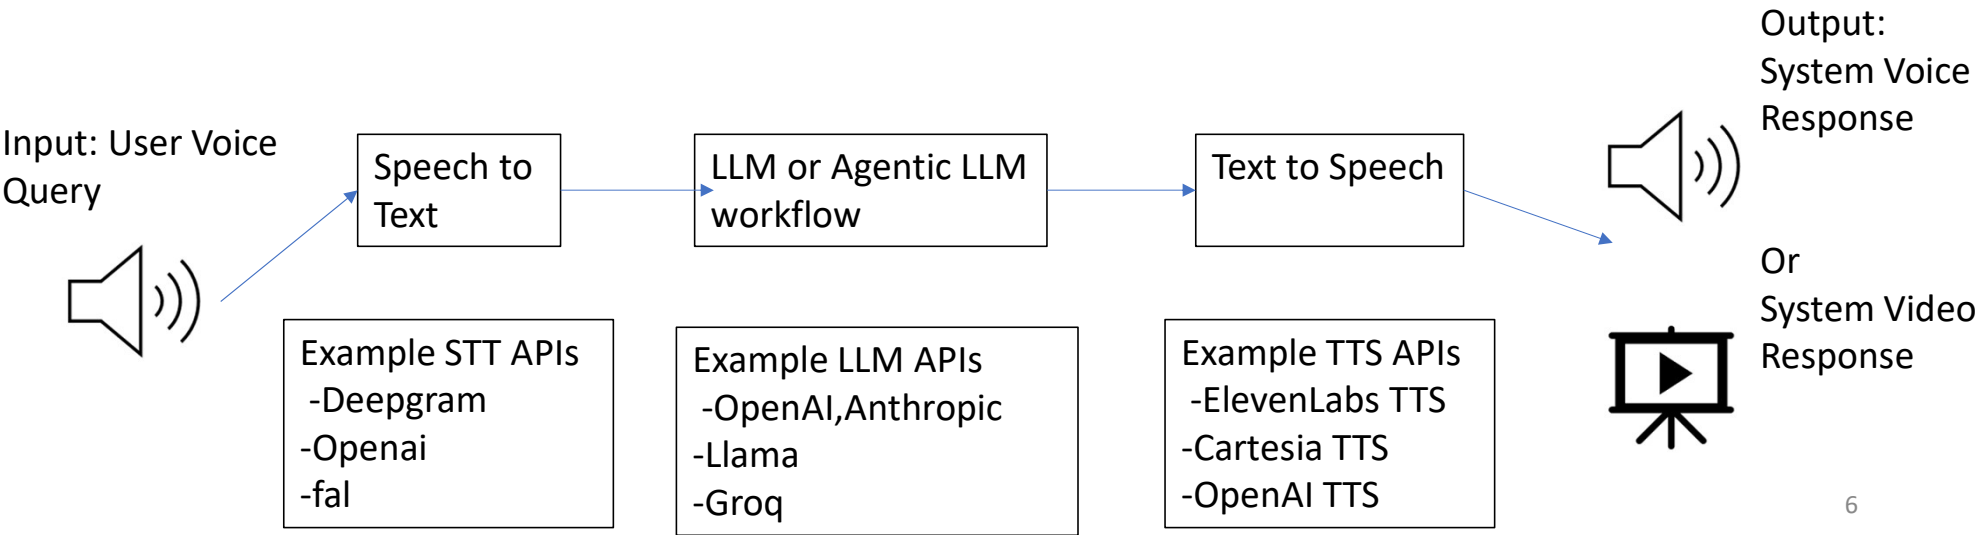 Input: User Voice
Query
Speech to
Text
LLM or Agentic LLM
workflow
Text to Speech
Output:
System Voice
Response
Or
System Video
Response
Example STT APIs
-Deepgram
-Openai
-fal
Example LLM APIs
-OpenAI,Anthropic
-Llama
-Groq
Example TTS APIs
-ElevenLabs TTS
-Cartesia TTS
-OpenAI TTS
6